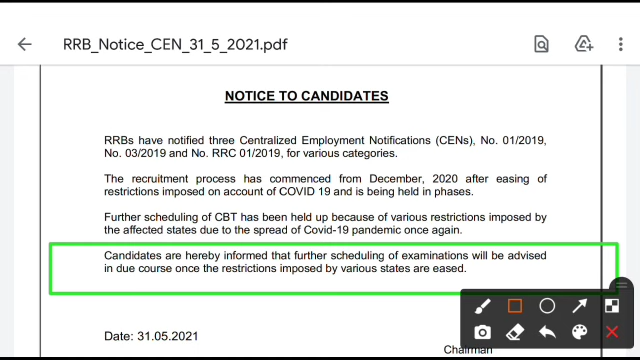 RRB_Notice_CEN_31_5_2021.pdf
NOTICE TO CANDIDATES
RRBs have notified three Centralized Employment Notifications (CENs), No. 01/2019,
No. 03/2019 and No. RRC 01/2019, for various categories.
The recruitment process has commenced from December, 2020 after easing of
restrictions imposed on account of COVID 19 and is being held in phases.
Further scheduling of CBT has been held up because of various restrictions imposed by
the affected states due to the spread of Covid-19 pandemic once again.
Candidates are hereby informed that further scheduling of examinations will be advised
in due course once the restrictions imposed by various states are eased.
Date: 31.05.2021
Chairman